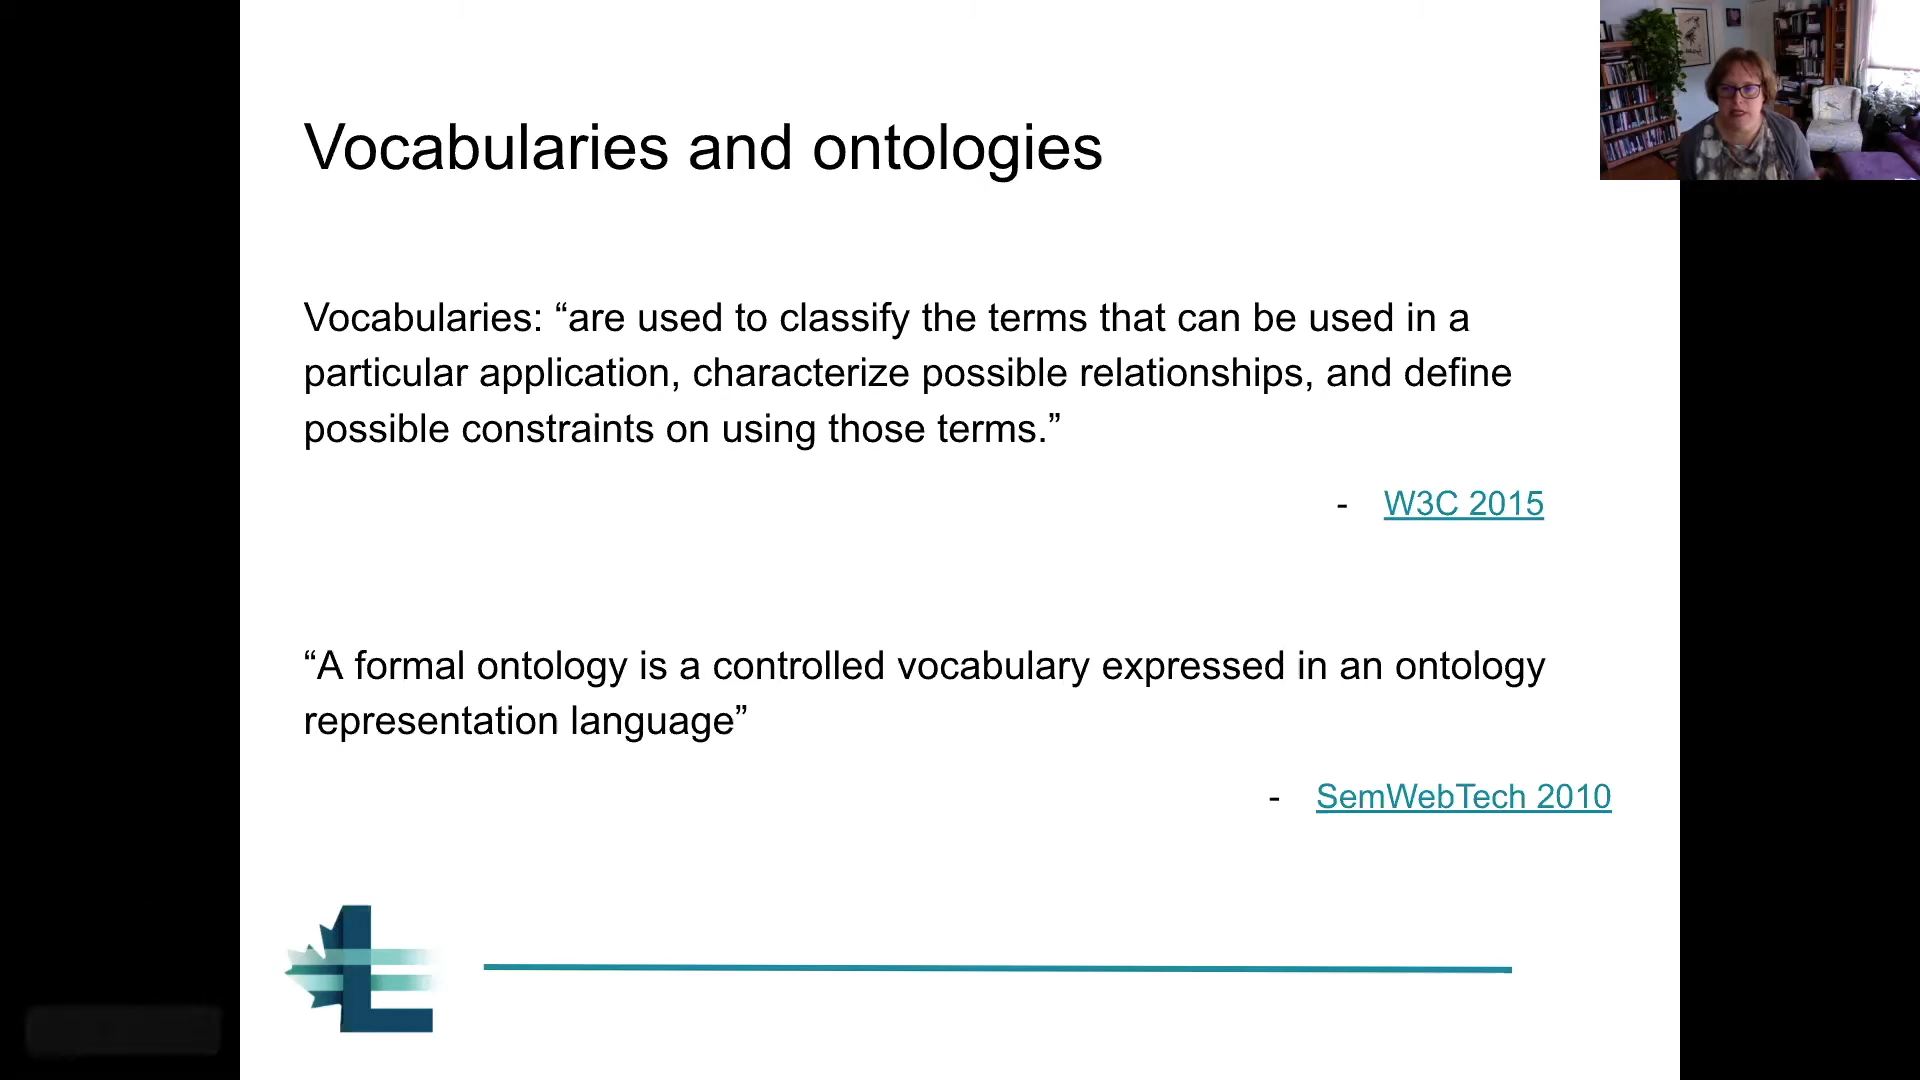 Vocabularies and ontologies
Vocabularies: “are used to classify the terms that can be used in a
particular application, characterize possible relationships, and define
possible constraints on using those terms.”
- W3C 2015
“A formal ontology is a controlled vocabulary expressed in an ontology
representation language”
- SemWebTech 2010